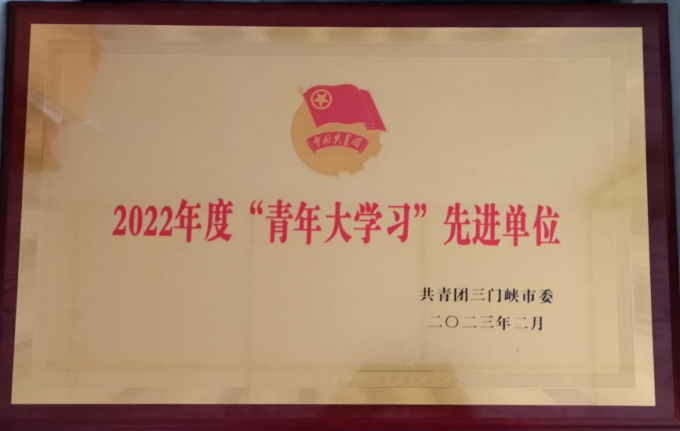 中国共青团
2022年度“青年大学习”先进单位
共青团三门峡市委
二〇二三年二月